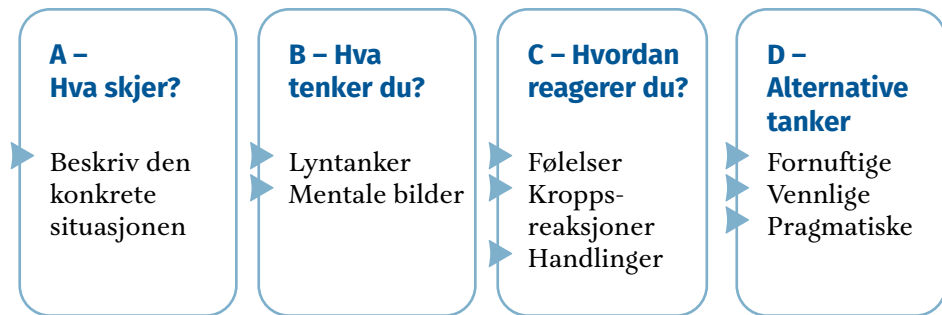 A –
Hva skjer?
Beskriv den
konkrete
situasjonen
B – Hva
tenker du?
Lyntanker
Mentale bilder
C – Hvordan
reagerer du?
Følelser
Kropps-
reaksjoner
Handlinger
D –
Alternative
tanker
Fornuftige
Vennlige
Pragmatiske